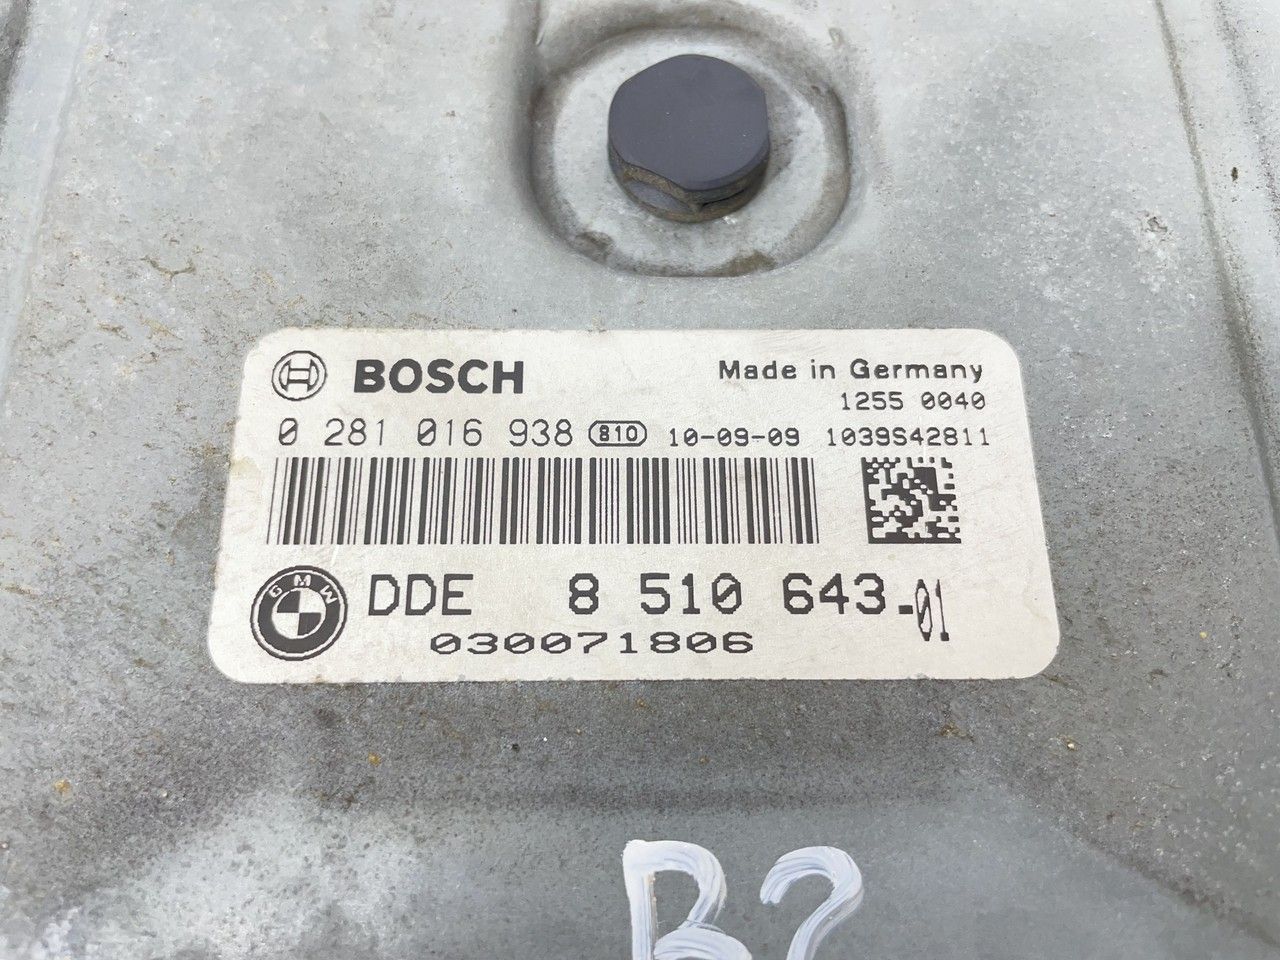 BOSCH Made in Germany
1255 0040
0 281 016 938 810 10-09-09 1039S42811
BMW DDE 8 510 643-01
030071806
B2